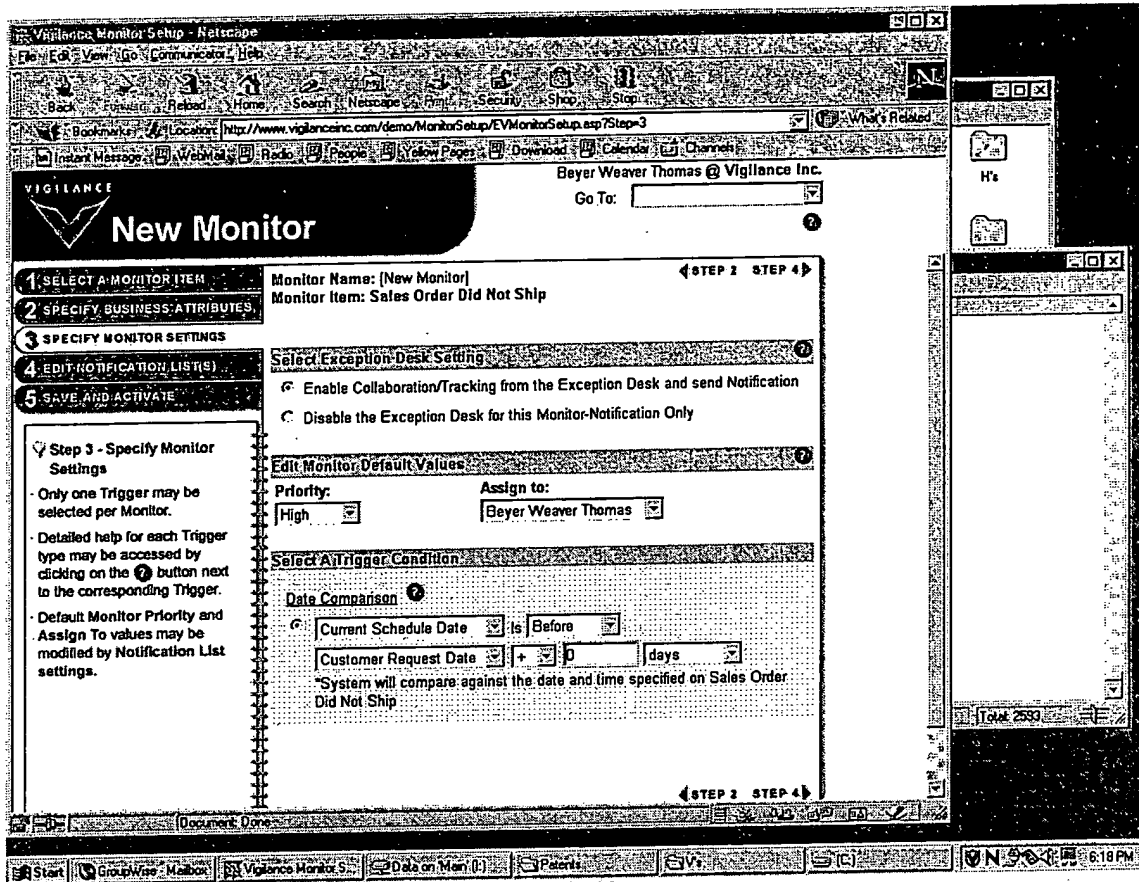 Vigilance Monitor Setup - Netscape
File Edit View Go Communicator Help
Back Forward Reload Home Search Netscape Print Security Shop Stop
Bookmarks Location: http://www.vigilanceinc.com/demo/MonitorSetup/EVMonitorSetup.asp?Step=3 What's Related
Instant Message WebMail Radio People Yellow Pages Download Calendar Channels
H's
VIGILANCE
New Monitor
Beyer Weaver Thomas @ Vigilance Inc.
Go To:
?
1 SELECT A MONITOR ITEM
2 SPECIFY BUSINESS ATTRIBUTES
3 SPECIFY MONITOR SETTINGS
4 EDIT NOTIFICATION LIST(S)
5 SAVE AND ACTIVATE
Step 3 - Specify Monitor
Settings
· Only one Trigger may be
selected per Monitor.
· Detailed help for each Trigger
type may be accessed by
clicking on the ? button next
to the corresponding Trigger.
· Default Monitor Priority and
Assign To values may be
modified by Notification List
settings.
Monitor Name: [New Monitor]
STEP 2 STEP 4
Monitor Item: Sales Order Did Not Ship
Select Exception Desk Setting ?
Enable Collaboration/Tracking from the Exception Desk and send Notification
Disable the Exception Desk for this Monitor-Notification Only
Edit Monitor Default Values ?
Priority: Assign to:
High Beyer Weaver Thomas
Select A Trigger Condition
Date Comparison ?
Current Schedule Date Is Before
Customer Request Date + 0 days
*System will compare against the date and time specified on Sales Order
Did Not Ship
STEP 2 STEP 4
Total: 2593
Document: Done
Start GroupWise - Mailbox Vigilance Monitor S... Data on 'Main' (I:) Patents V's (C:) 6:18 PM